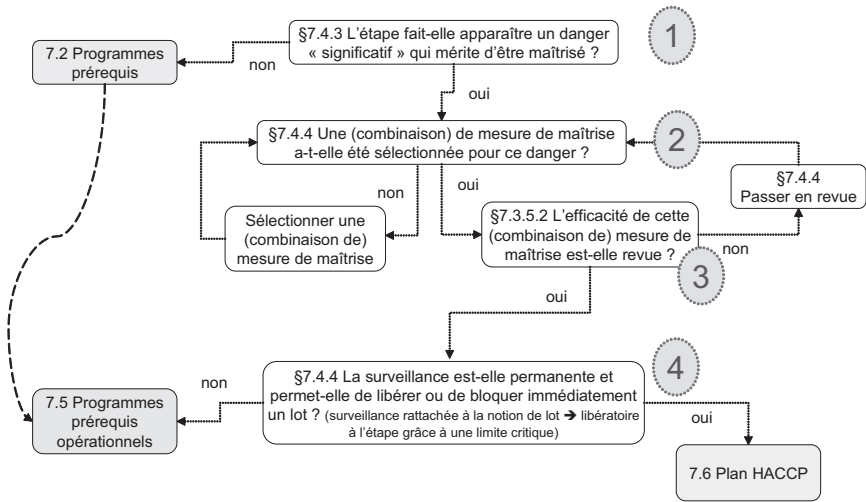 §7.4.3 L’étape fait-elle apparaître un danger
« significatif » qui mérite d’être maîtrisé ?
1
7.2 Programmes
prérequis
non
oui
§7.4.4 Une (combinaison) de mesure de maîtrise
a-t-elle été sélectionnée pour ce danger ?
2
§7.4.4
Passer en revue
non
oui
Sélectionner une
(combinaison de)
mesure de maîtrise
§7.3.5.2 L’efficacité de cette
(combinaison de) mesure de
maîtrise est-elle revue ?
non
3
oui
§7.4.4 La surveillance est-elle permanente et
permet-elle de libérer ou de bloquer immédiatement
un lot ? (surveillance rattachée à la notion de lot ➔ libératoire
à l’étape grâce à une limite critique)
4
non
7.5 Programmes
prérequis
opérationnels
oui
7.6 Plan HACCP